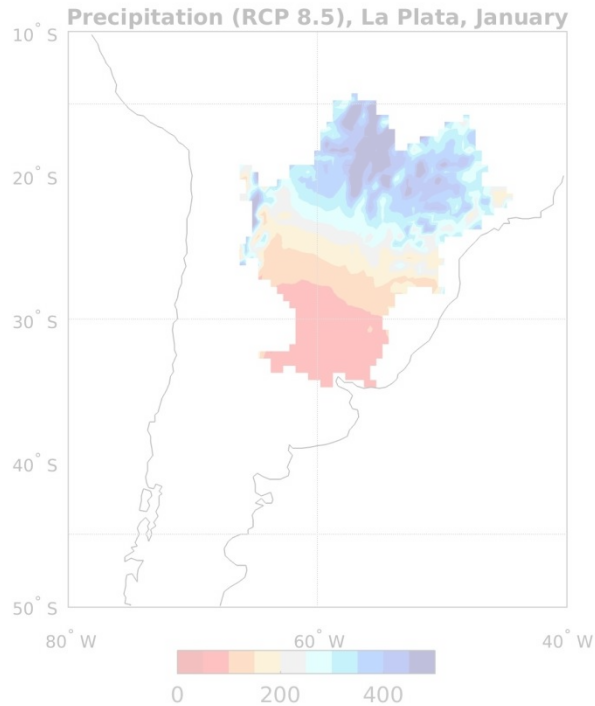 Precipitation (RCP 8.5), La Plata, January
10° S
20° S
30° S
40° S
50° S
80° W 60° W 40° W
0 200 400